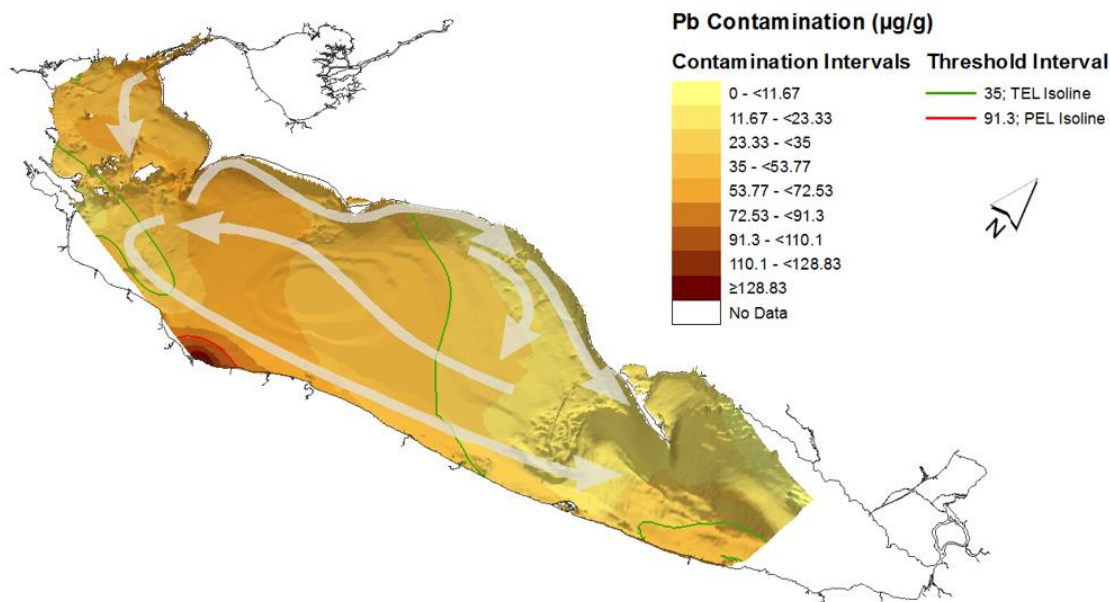 Pb Contamination (µg/g)
Contamination Intervals
0 - <11.67
11.67 - <23.33
23.33 - <35
35 - <53.77
53.77 - <72.53
72.53 - <91.3
91.3 - <110.1
110.1 - <128.83
≥128.83
No Data
Threshold Interval
35; TEL Isoline
91.3; PEL Isoline
N